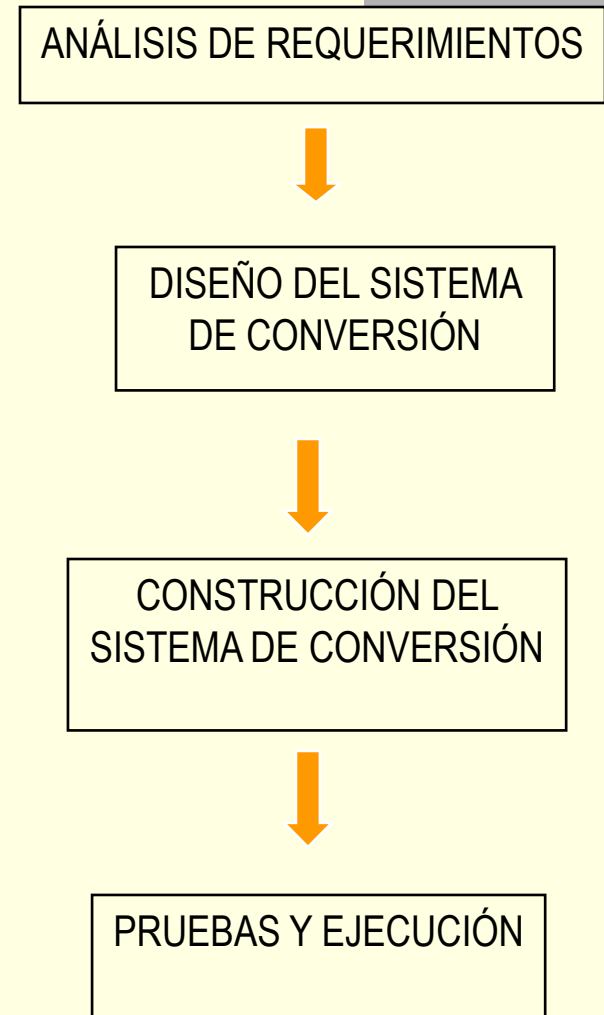 ANÁLISIS DE REQUERIMIENTOS
DISEÑO DEL SISTEMA
DE CONVERSIÓN
CONSTRUCCIÓN DEL
SISTEMA DE CONVERSIÓN
PRUEBAS Y EJECUCIÓN